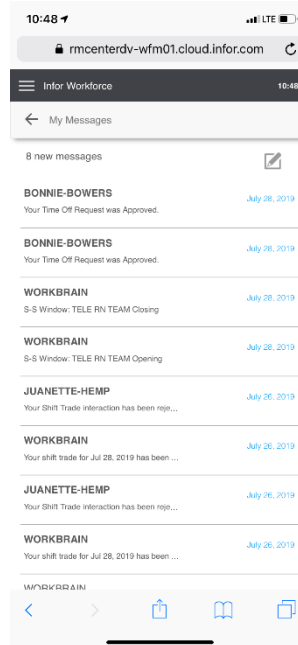 10:48
LTE
rmcenterdv-wfm01.cloud.infor.com
Infor Workforce 10:48
My Messages
8 new messages
BONNIE-BOWERS
July 28, 2019
Your Time Off Request was Approved.
BONNIE-BOWERS
July 28, 2019
Your Time Off Request was Approved.
WORKBRAIN
July 28, 2019
S-S Window: TELE RN TEAM Closing
WORKBRAIN
July 28, 2019
S-S Window: TELE RN TEAM Opening
JUANETTE-HEMP
July 26, 2019
Your Shift Trade interaction has been reje...
WORKBRAIN
July 26, 2019
Your shift trade for Jul 28, 2019 has been ...
JUANETTE-HEMP
July 26, 2019
Your Shift Trade interaction has been reje...
WORKBRAIN
July 26, 2019
Your shift trade for Jul 28, 2019 has been ...
WORKBRAIN